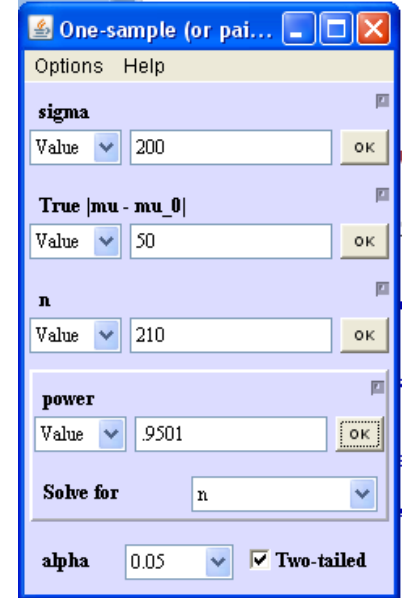 One-sample (or pai...
Options Help
sigma
Value 200 OK
True |mu - mu_0|
Value 50 OK
n
Value 210 OK
power
Value .9501 OK
Solve for n
alpha 0.05 Two-tailed